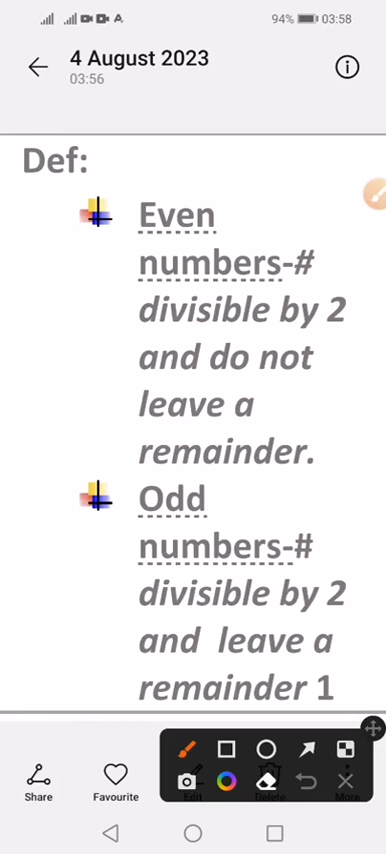 94% 03:58
4 August 2023
03:56
Def:
Even
numbers-#
divisible by 2
and do not
leave a
remainder.
Odd
numbers-#
divisible by 2
and leave a
remainder 1
Share Favourite Edit Delete More